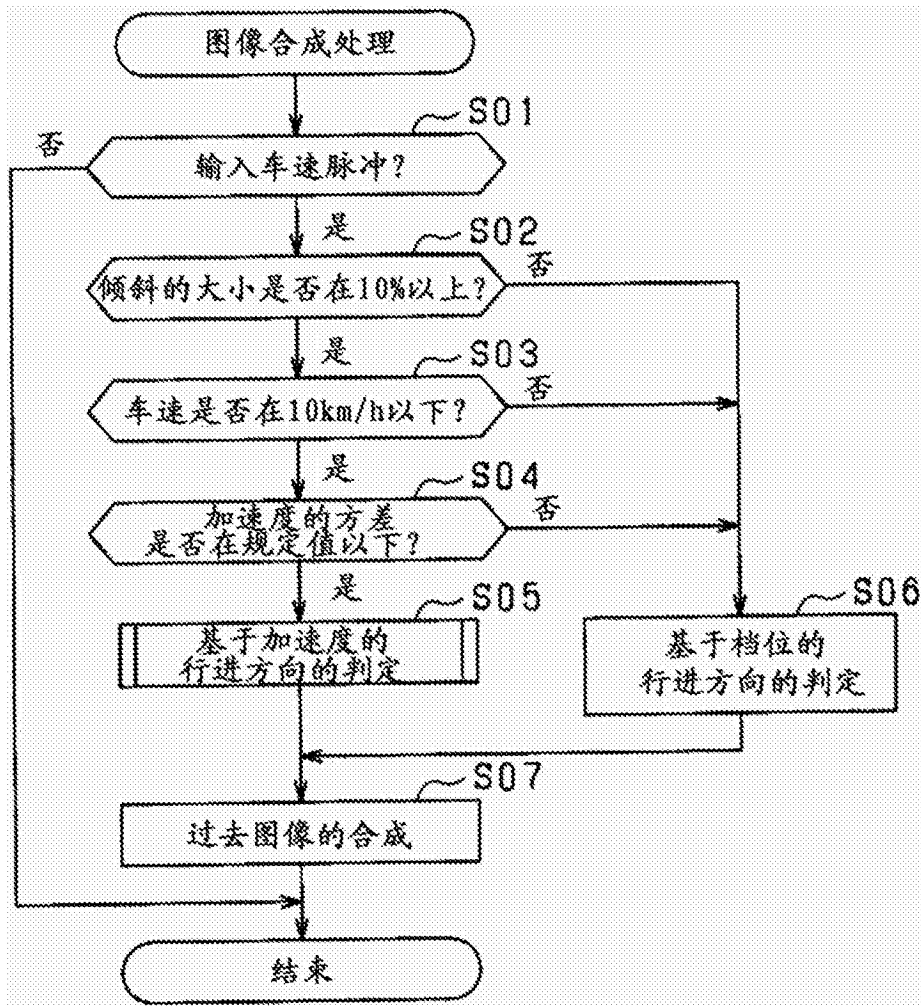 图像合成处理
S01
否
输入车速脉冲?
是
S02
倾斜的大小是否在10%以上?
否
是
S03
车速是否在10km/h以下?
否
是
S04
加速度的方差
是否在规定值以下?
否
是
S05
基于加速度的
行进方向的判定
S06
基于档位的
行进方向的判定
S07
过去图像的合成
结束